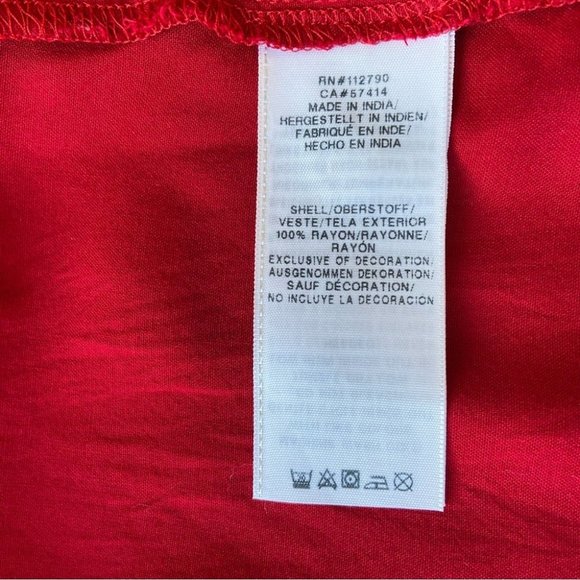 RN#112790
CA#57414
MADE IN INDIA/
HERGESTELLT IN INDIEN/
FABRIQUÉ EN INDE/
HECHO EN INDIA
SHELL/OBERSTOFF/
VESTE/TELA EXTERIOR
100% RAYON/RAYONNE/
RAYÓN
EXCLUSIVE OF DECORATION/
AUSGENOMMEN DEKORATION/
SAUF DÉCORATION/
NO INCLUYE LA DECORACIÓN